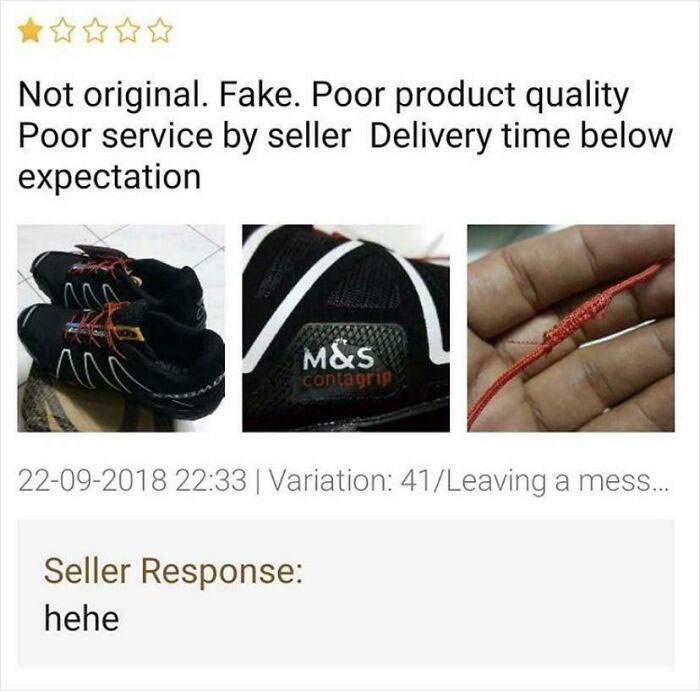 Not original. Fake. Poor product quality
Poor service by seller  Delivery time below
expectation
M&S
contagrip
22-09-2018 22:33 | Variation: 41/Leaving a mess...
Seller Response:
hehe